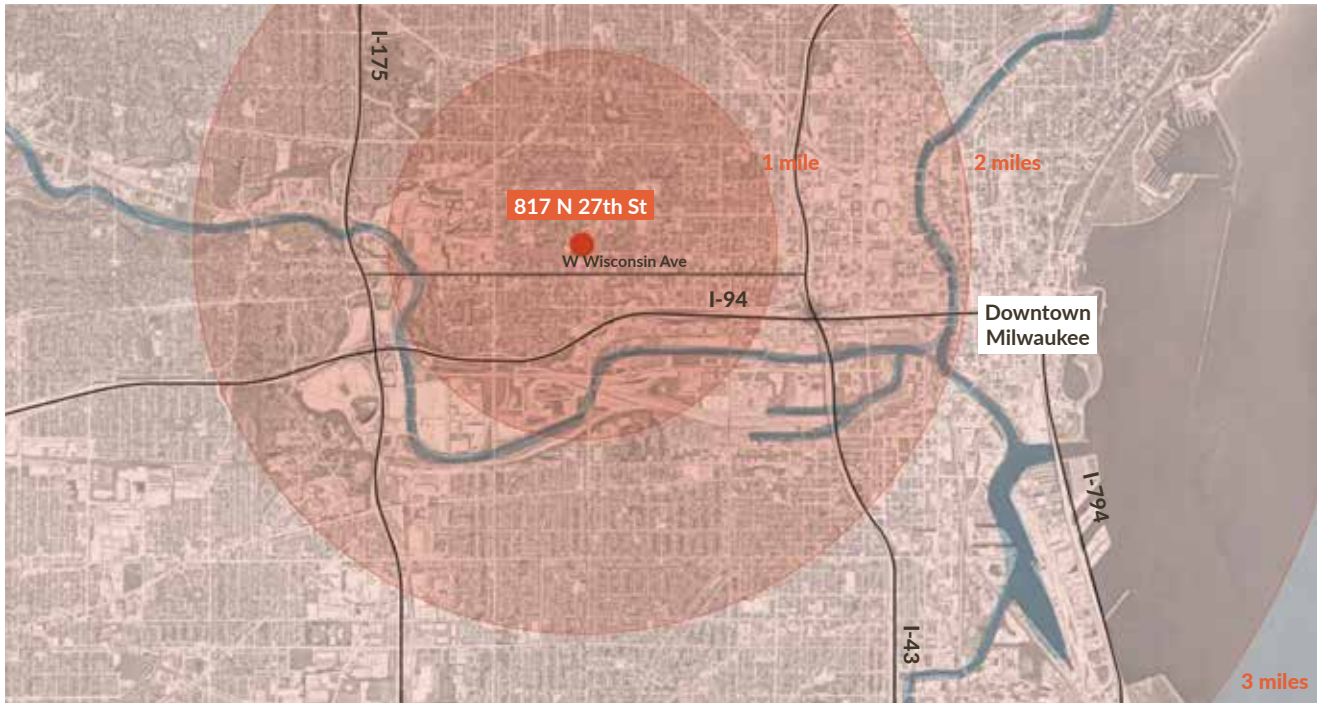 I-175
1 mile
2 miles
817 N 27th St
W Wisconsin Ave
I-94
Downtown
Milwaukee
I-794
I-43
3 miles